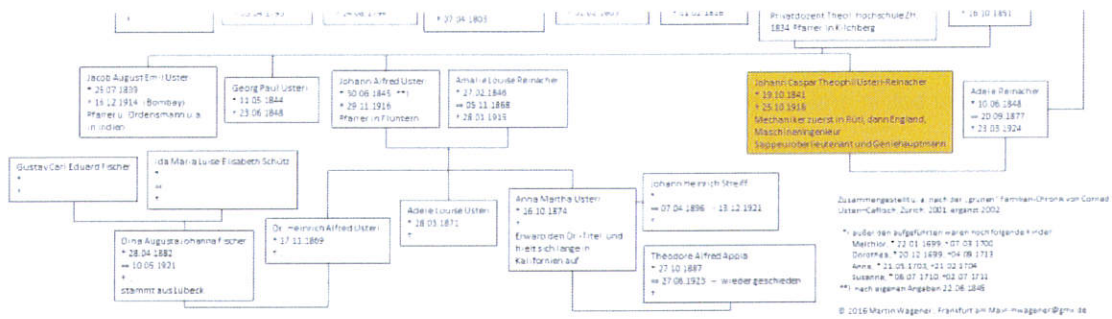 * 07.04.1803
Privatdozent Theol. Hochschule ZH
1834 Pfarrer in Kilchberg
* 16.10.1851
Jacob August Emil Usteri
* 25.07.1839
+ 16.12.1914 (Bombay)
Pfarrer u. Ordensmann u.a.
in Indien
Georg Paul Usteri
* 11.05.1844
+ 23.06.1848
Johann Alfred Usteri
* 30.06.1845 **)
+ 29.11.1916
Pfarrer in Fluntern
Amalie Louise Reinacher
* 27.02.1846
∞ 05.11.1868
+ 28.01.1919
Johann Caspar Theophil Usteri-Reinacher
* 19.10.1841
+ 25.10.1918
Mechaniker zuerst in Rüti, dann England,
Maschineningenieur
Sappeuroberlieutenant und Geniehauptmann
Adele Reinacher
* 10.06.1848
∞ 20.09.1877
+ 23.03.1924
Gustav Carl Eduard Fischer
*
+
Ida Maria Luise Elisabeth Schütz
*
∞
+
Dina Augusta Johanna Fischer
* 28.04.1882
∞ 10.05.1921
+
stammt aus Lübeck
Dr. Heinrich Alfred Usteri
* 17.11.1869
+
Adele Louise Usteri
* 28.03.1871
+
Anna Martha Usteri
* 16.10.1874
+
Erwarb den Dr.-Titel und
hielt sich lange in
Kalifornien auf
Johann Heinrich Streiff
*
∞ 07.04.1896 - 13.12.1921
+
Theodore Alfred Appia
* 27.10.1887
∞ 27.06.1923 – wieder geschieden
+
Zusammengestellt u. a. nach der „grünen" Familien-Chronik von Conrad
Usteri-Caflisch, Zürich, 2001, ergänzt 2002
*) außer den aufgeführten waren noch folgende Kinder:
Melchior, * 22.01.1699, +07.03.1700
Dorothea, * 20.12.1699, +04.09.1713
Anna, * 21.05.1703, +21.02.1704
Susanna, * 06.07.1710, +02.07.1711
**) nach eigenen Angaben 22.06.1845
© 2016 Martin Wagener, Frankfurt am Main mwagener@gmx.de